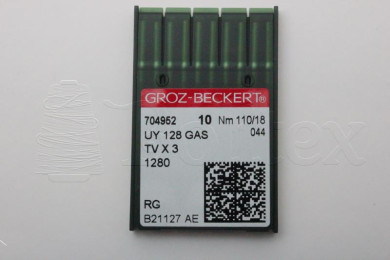 GROZ-BECKERT®
704952 10 Nm 110/18
UY 128 GAS 044
TV X 3
1280
RG
B21127 AE